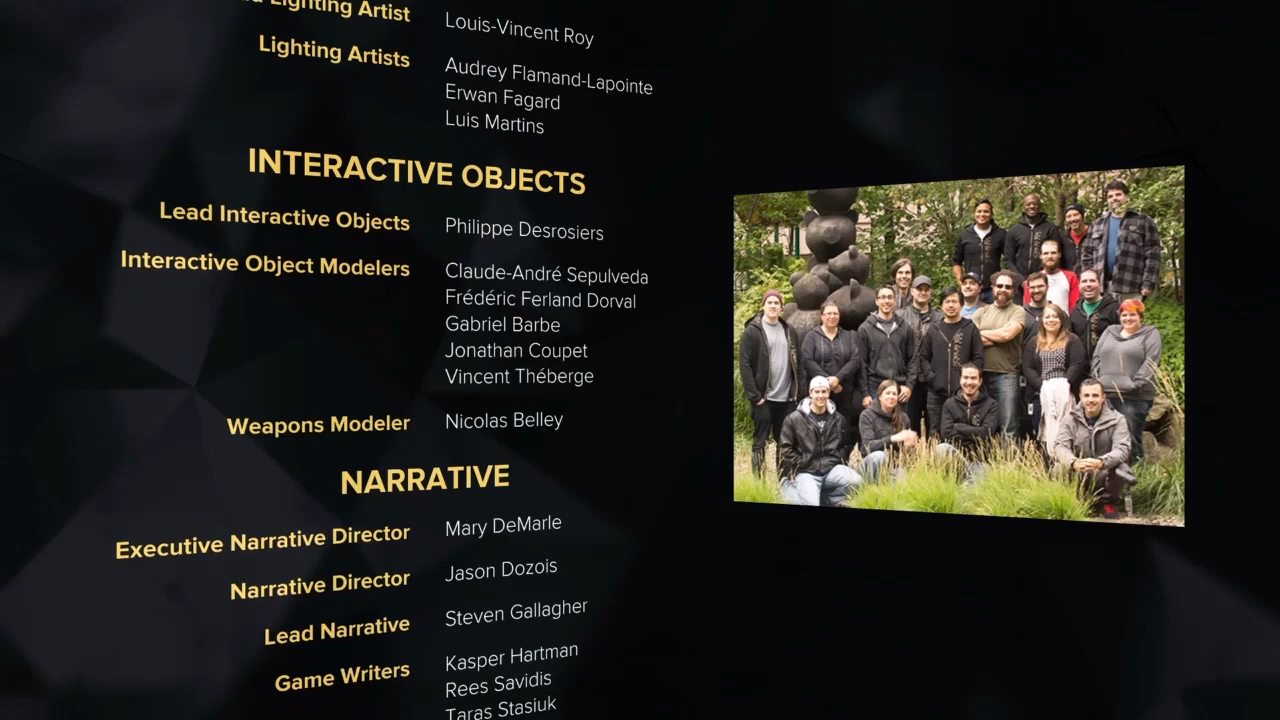 Lighting Artist Louis-Vincent Roy
Lighting Artists Audrey Flamand-Lapointe
Erwan Fagard
Luis Martins
INTERACTIVE OBJECTS
Lead Interactive Objects Philippe Desrosiers
Interactive Object Modelers Claude-André Sepulveda
Frédéric Ferland Dorval
Gabriel Barbe
Jonathan Coupet
Vincent Théberge
Weapons Modeler Nicolas Belley
NARRATIVE
Executive Narrative Director Mary DeMarle
Narrative Director Jason Dozois
Lead Narrative Steven Gallagher
Game Writers Kasper Hartman
Rees Savidis
Taras Stasiuk